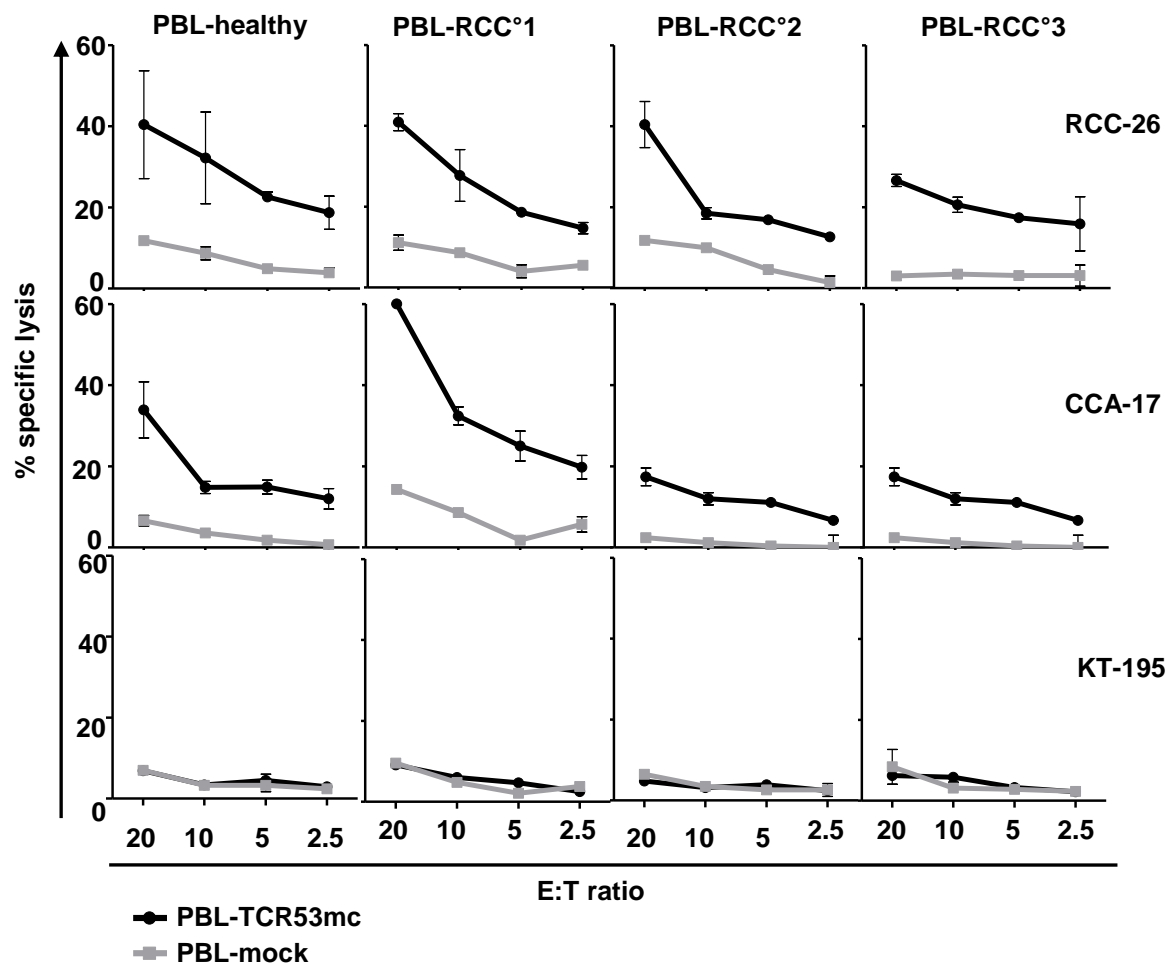 PBL-healthy PBL-RCC°1 PBL-RCC°2 PBL-RCC°3
60
40
20
0
RCC-26
60
40
20
0
CCA-17
60
40
20
0
KT-195
% specific lysis
20 10 5 2.5 20 10 5 2.5 20 10 5 2.5 20 10 5 2.5
E:T ratio
PBL-TCR53mc
PBL-mock